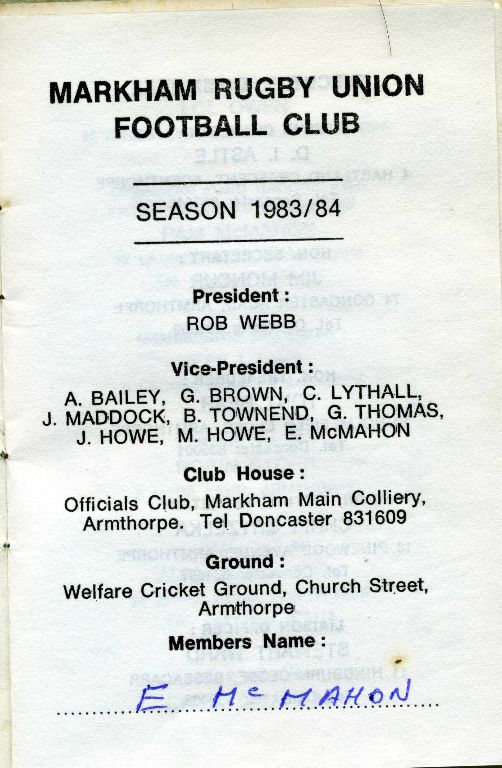 MARKHAM RUGBY UNION
FOOTBALL CLUB
SEASON 1983/84
President :
ROB WEBB
Vice-President :
A. BAILEY, G. BROWN, C. LYTHALL,
J. MADDOCK, B. TOWNEND, G. THOMAS,
J. HOWE, M. HOWE, E. McMAHON
Club House :
Officials Club, Markham Main Colliery,
Armthorpe. Tel Doncaster 831609
Ground :
Welfare Cricket Ground, Church Street,
Armthorpe
Members Name :
E McMAHON